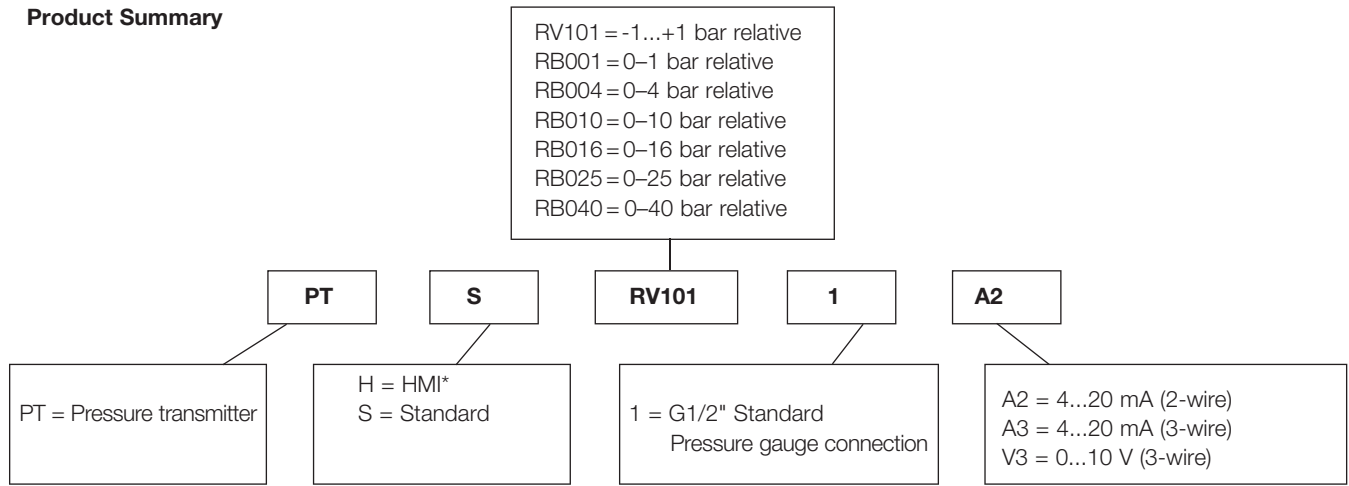 Product Summary
RV101 = -1...+1 bar relative
RB001 = 0–1 bar relative
RB004 = 0–4 bar relative
RB010 = 0–10 bar relative
RB016 = 0–16 bar relative
RB025 = 0–25 bar relative
RB040 = 0–40 bar relative
PT S RV101 1 A2
PT = Pressure transmitter
H = HMI*
S = Standard
1 = G1/2" Standard
Pressure gauge connection
A2 = 4...20 mA (2-wire)
A3 = 4...20 mA (3-wire)
V3 = 0...10 V (3-wire)